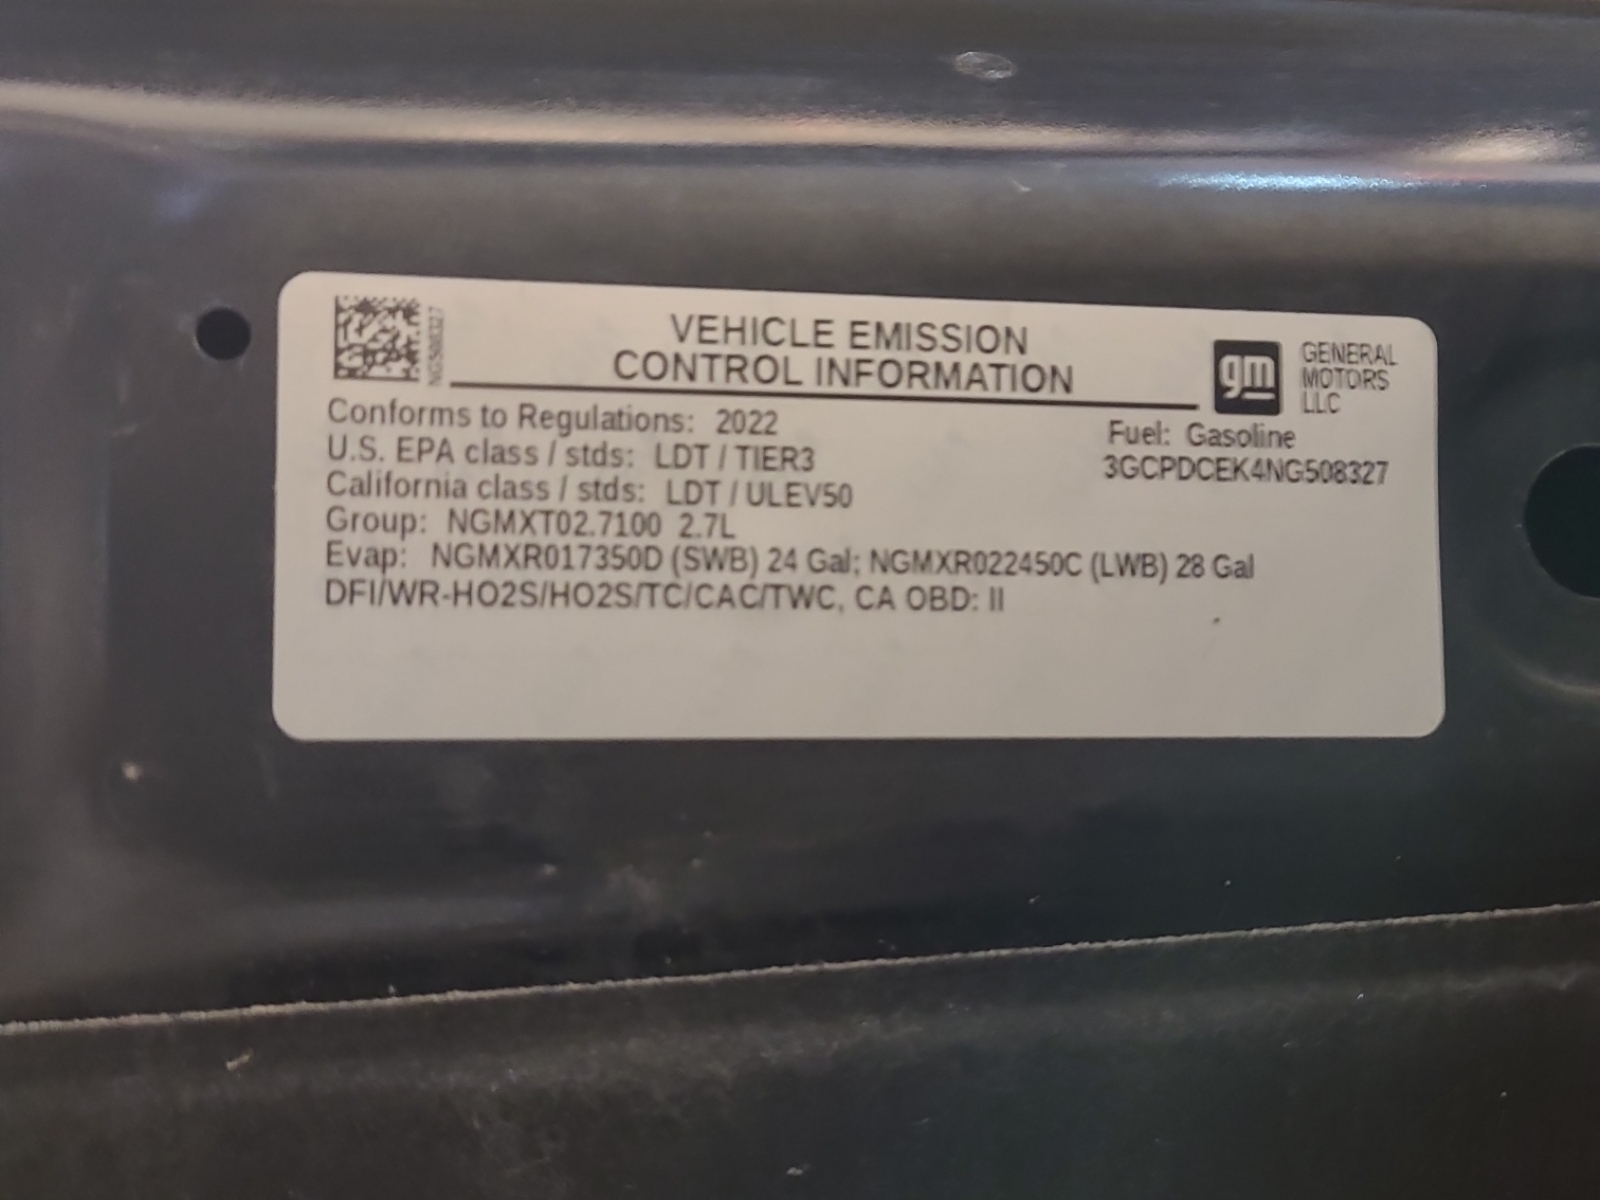 NG508327
VEHICLE EMISSION
CONTROL INFORMATION
gm
GENERAL
MOTORS
LLC
Conforms to Regulations: 2022
Fuel: Gasoline
U.S. EPA class / stds: LDT / TIER3
3GCPDCEK4NG508327
California class / stds: LDT / ULEV50
Group: NGMXT02.7100 2.7L
Evap: NGMXR017350D (SWB) 24 Gal; NGMXR022450C (LWB) 28 Gal
DFI/WR-HO2S/HO2S/TC/CAC/TWC, CA OBD: II